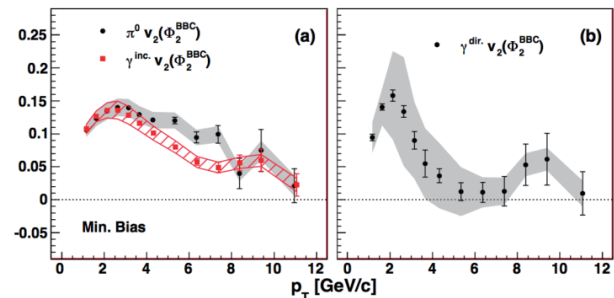 π⁰ v₂(Φ₂^BBC) (a)
γ^inc. v₂(Φ₂^BBC)
0.25
0.2
0.15
0.1
0.05
0
-0.05
Min. Bias
0 2 4 6 8 10 12
γ^dir. v₂(Φ₂^BBC) (b)
0 2 4 6 8 10 12
p_T [GeV/c]